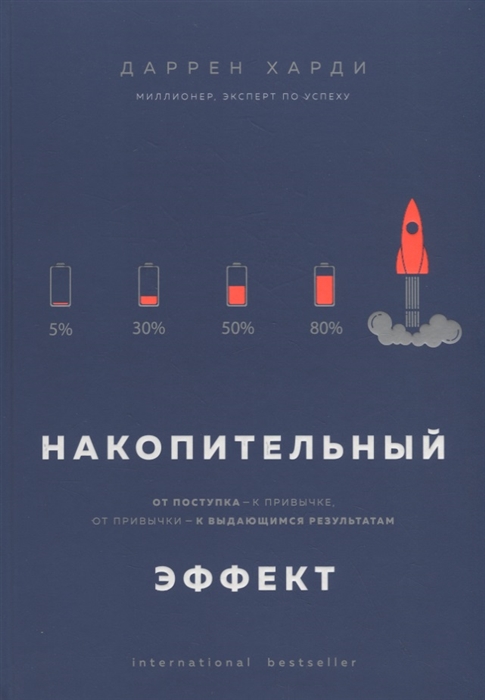 ДАРРЕН ХАРДИ
МИЛЛИОНЕР, ЭКСПЕРТ ПО УСПЕХУ
5% 30% 50% 80%
НАКОПИТЕЛЬНЫЙ
ОТ ПОСТУПКА – К ПРИВЫЧКЕ,
ОТ ПРИВЫЧКИ – К ВЫДАЮЩИМСЯ РЕЗУЛЬТАТАМ
ЭФФЕКТ
international bestseller